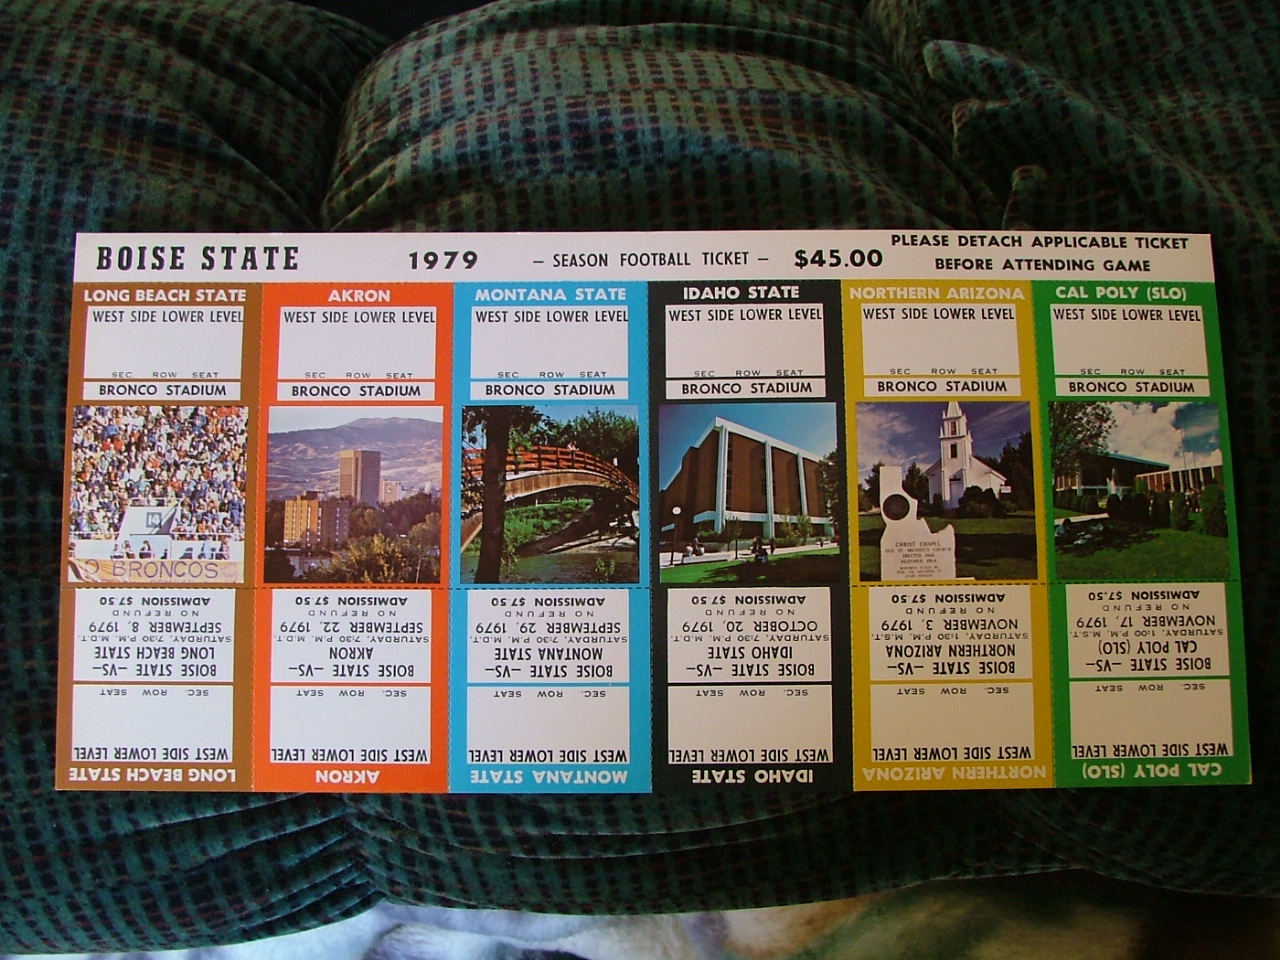 BOISE STATE 1979 – SEASON FOOTBALL TICKET – $45.00 PLEASE DETACH APPLICABLE TICKET
BEFORE ATTENDING GAME
LONG BEACH STATE
WEST SIDE LOWER LEVEL
SEC ROW SEAT
BRONCO STADIUM
BRONCOS
ADMISSION $7.50
NO REFUND
SATURDAY, 7:30 P.M. M.D.T.
SEPTEMBER 8, 1979
LONG BEACH STATE
–VS–
BOISE STATE
SEC. ROW SEAT
WEST SIDE LOWER LEVEL
LONG BEACH STATE
AKRON
WEST SIDE LOWER LEVEL
SEC ROW SEAT
BRONCO STADIUM
ADMISSION $7.50
NO REFUND
SATURDAY, 7:30 P.M. M.D.T.
SEPTEMBER 22, 1979
AKRON
–VS–
BOISE STATE
SEC. ROW SEAT
WEST SIDE LOWER LEVEL
AKRON
MONTANA STATE
WEST SIDE LOWER LEVEL
SEC ROW SEAT
BRONCO STADIUM
ADMISSION $7.50
NO REFUND
SATURDAY, 7:30 P.M. M.D.T.
SEPTEMBER 29, 1979
MONTANA STATE
–VS–
BOISE STATE
SEC. ROW SEAT
WEST SIDE LOWER LEVEL
MONTANA STATE
IDAHO STATE
WEST SIDE LOWER LEVEL
SEC ROW SEAT
BRONCO STADIUM
ADMISSION $7.50
NO REFUND
SATURDAY, 7:30 P.M. M.D.T.
OCTOBER 20, 1979
IDAHO STATE
–VS–
BOISE STATE
SEC. ROW SEAT
WEST SIDE LOWER LEVEL
IDAHO STATE
NORTHERN ARIZONA
WEST SIDE LOWER LEVEL
SEC ROW SEAT
BRONCO STADIUM
CHRIST CHAPEL
OLD ST. MICHAEL'S CHURCH
ERECTED 1866
ADMISSION $7.50
NO REFUND
SATURDAY, 1:30 P.M. M.S.T.
NOVEMBER 3, 1979
NORTHERN ARIZONA
–VS–
BOISE STATE
SEC. ROW SEAT
WEST SIDE LOWER LEVEL
NORTHERN ARIZONA
CAL POLY (SLO)
WEST SIDE LOWER LEVEL
SEC ROW SEAT
BRONCO STADIUM
ADMISSION $7.50
NO REFUND
SATURDAY, 1:00 P.M. M.S.T.
NOVEMBER 17, 1979
CAL POLY (SLO)
–VS–
BOISE STATE
SEC. ROW SEAT
WEST SIDE LOWER LEVEL
CAL POLY (SLO)